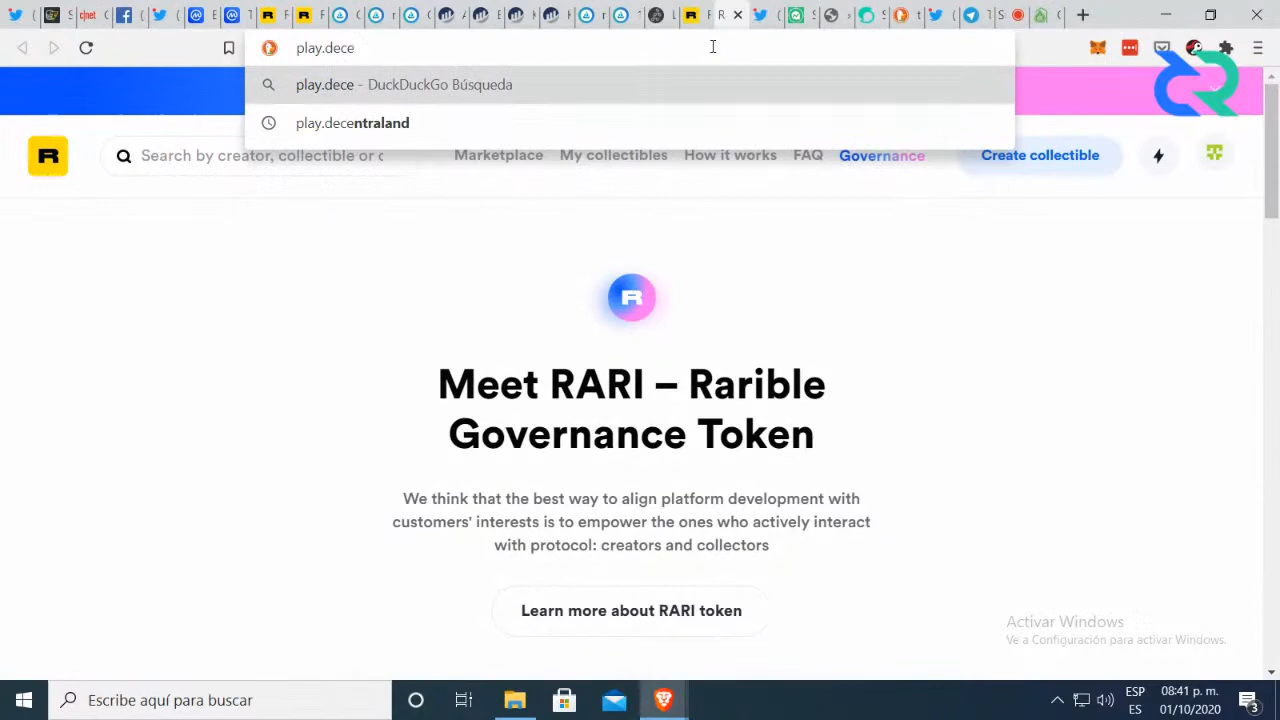 R
play.dece
play.dece - DuckDuckGo Búsqueda
play.decentraland
R
Search by creator, collectible or c
Marketplace
My collectibles
How it works
FAQ
Governance
Create collectible
R
Meet RARI – Rarible
Governance Token
We think that the best way to align platform development with
customers' interests is to empower the ones who actively interact
with protocol: creators and collectors
Learn more about RARI token
Activar Windows
Ve a Configuración para activar Windows.
Escribe aquí para buscar
ESP
ES
08:41 p. m.
01/10/2020
3